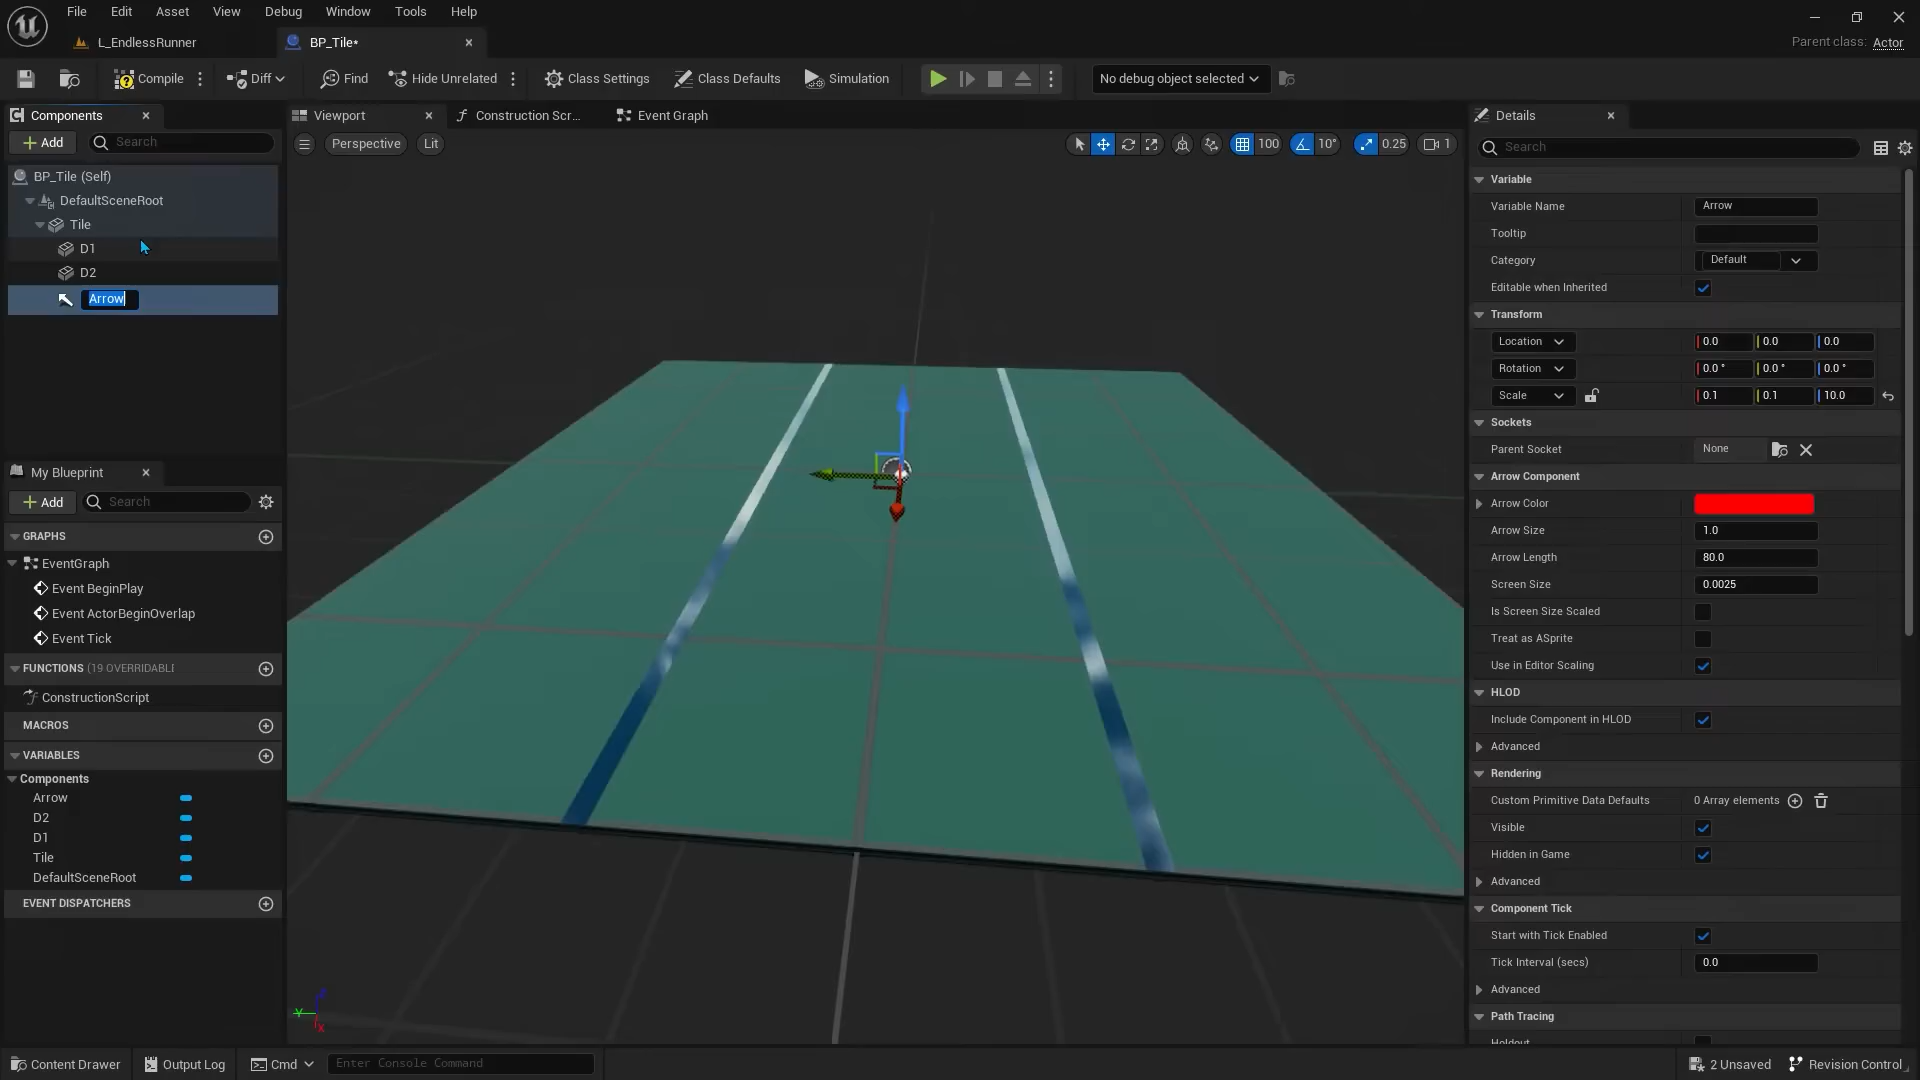 File Edit Asset View Debug Window Tools Help
L_EndlessRunner
BP_Tile*
Parent class: Actor
Compile
Diff
Find
Hide Unrelated
Class Settings
Class Defaults
Simulation
No debug object selected
Components
Add
Search
BP_Tile (Self)
DefaultSceneRoot
Tile
D1
D2
Arrow
My Blueprint
Add
Search
GRAPHS
EventGraph
Event BeginPlay
Event ActorBeginOverlap
Event Tick
FUNCTIONS (19 OVERRIDABLE
ConstructionScript
MACROS
VARIABLES
Components
Arrow
D2
D1
Tile
DefaultSceneRoot
EVENT DISPATCHERS
Viewport
Construction Scr...
Event Graph
Perspective
Lit
100
10°
0.25
1
Z
Y
X
Details
Search
Variable
Variable Name Arrow
Tooltip
Category Default
Editable when Inherited
Transform
Location 0.0 0.0 0.0
Rotation 0.0 ° 0.0 ° 0.0 °
Scale 0.1 0.1 10.0
Sockets
Parent Socket None
Arrow Component
Arrow Color
Arrow Size 1.0
Arrow Length 80.0
Screen Size 0.0025
Is Screen Size Scaled
Treat as ASprite
Use in Editor Scaling
HLOD
Include Component in HLOD
Advanced
Rendering
Custom Primitive Data Defaults 0 Array elements
Visible
Hidden in Game
Advanced
Component Tick
Start with Tick Enabled
Tick Interval (secs) 0.0
Advanced
Path Tracing
Holdout
Content Drawer
Output Log
Cmd
Enter Console Command
2 Unsaved
Revision Control